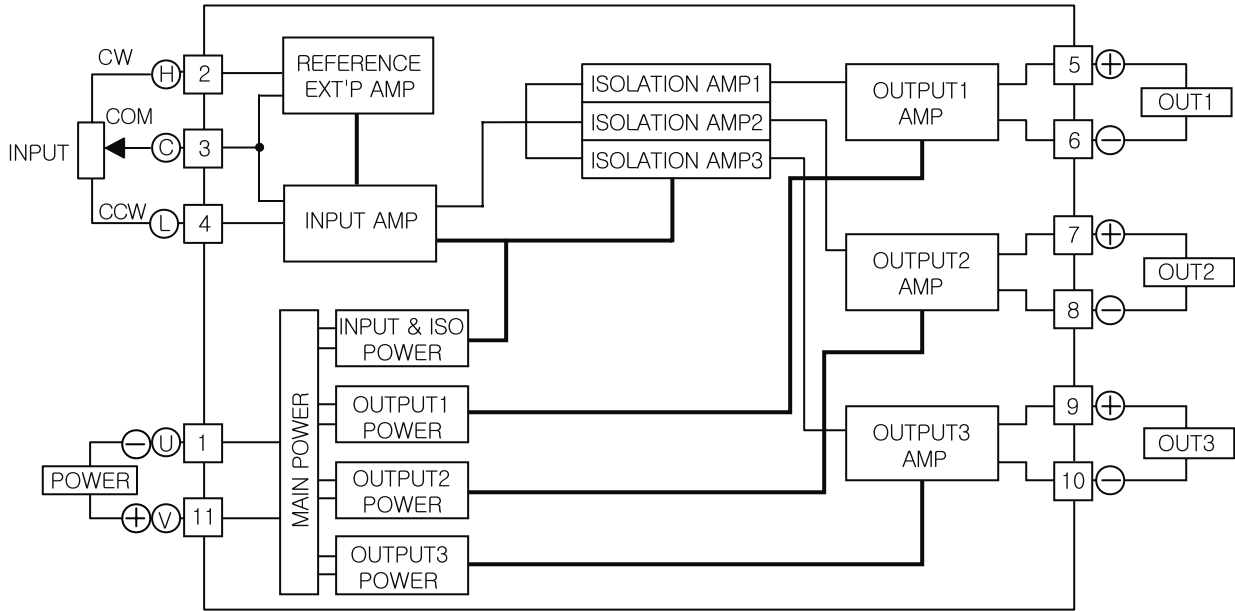 CW
H
2
REFERENCE
EXT'P AMP
COM
INPUT
C
3
CCW
L
4
INPUT AMP
ISOLATION AMP1
ISOLATION AMP2
ISOLATION AMP3
OUTPUT1
AMP
5
+
6
−
OUT1
OUTPUT2
AMP
7
+
8
−
OUT2
OUTPUT3
AMP
9
+
10
−
OUT3
MAIN POWER
INPUT & ISO
POWER
OUTPUT1
POWER
OUTPUT2
POWER
OUTPUT3
POWER
− U
1
POWER
+ V
11